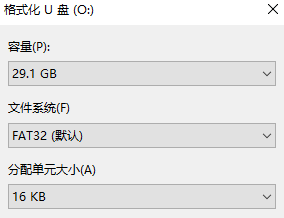 格式化 U 盘 (O:)
容量(P):
29.1 GB
文件系统(F)
FAT32 (默认)
分配单元大小(A)
16 KB